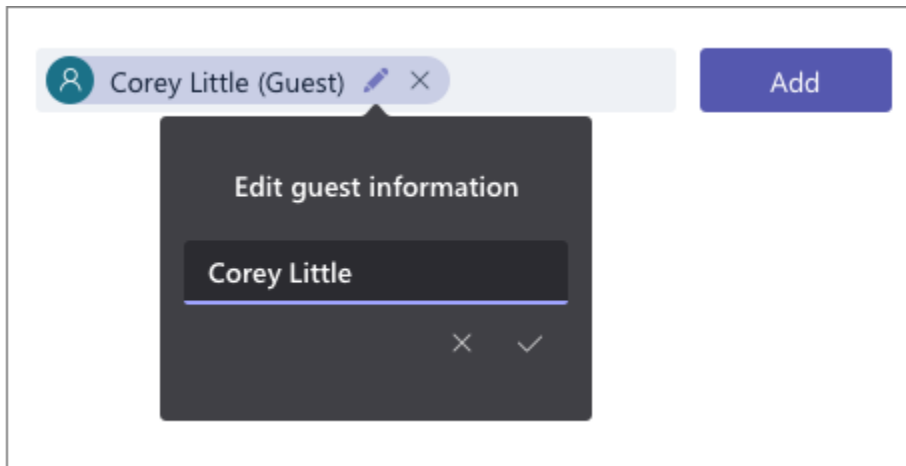 Corey Little (Guest)
Add
Edit guest information
Corey Little